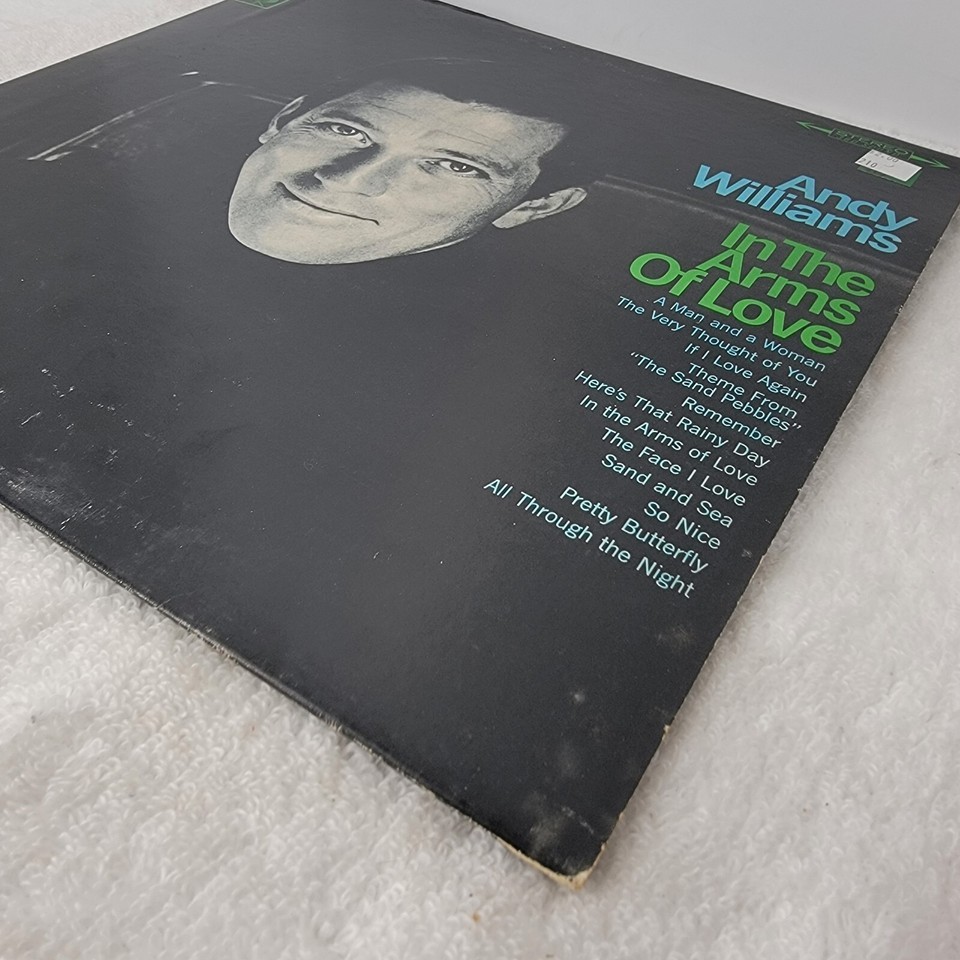 STEREO
Andy
Williams
In The
Arms
Of Love
A Man and a Woman
The Very Thought of You
If I Love Again
Theme From
"The Sand Pebbles"
Remember
Here's That Rainy Day
In the Arms of Love
The Face I Love
Sand and Sea
So Nice
Pretty Butterfly
All Through the Night